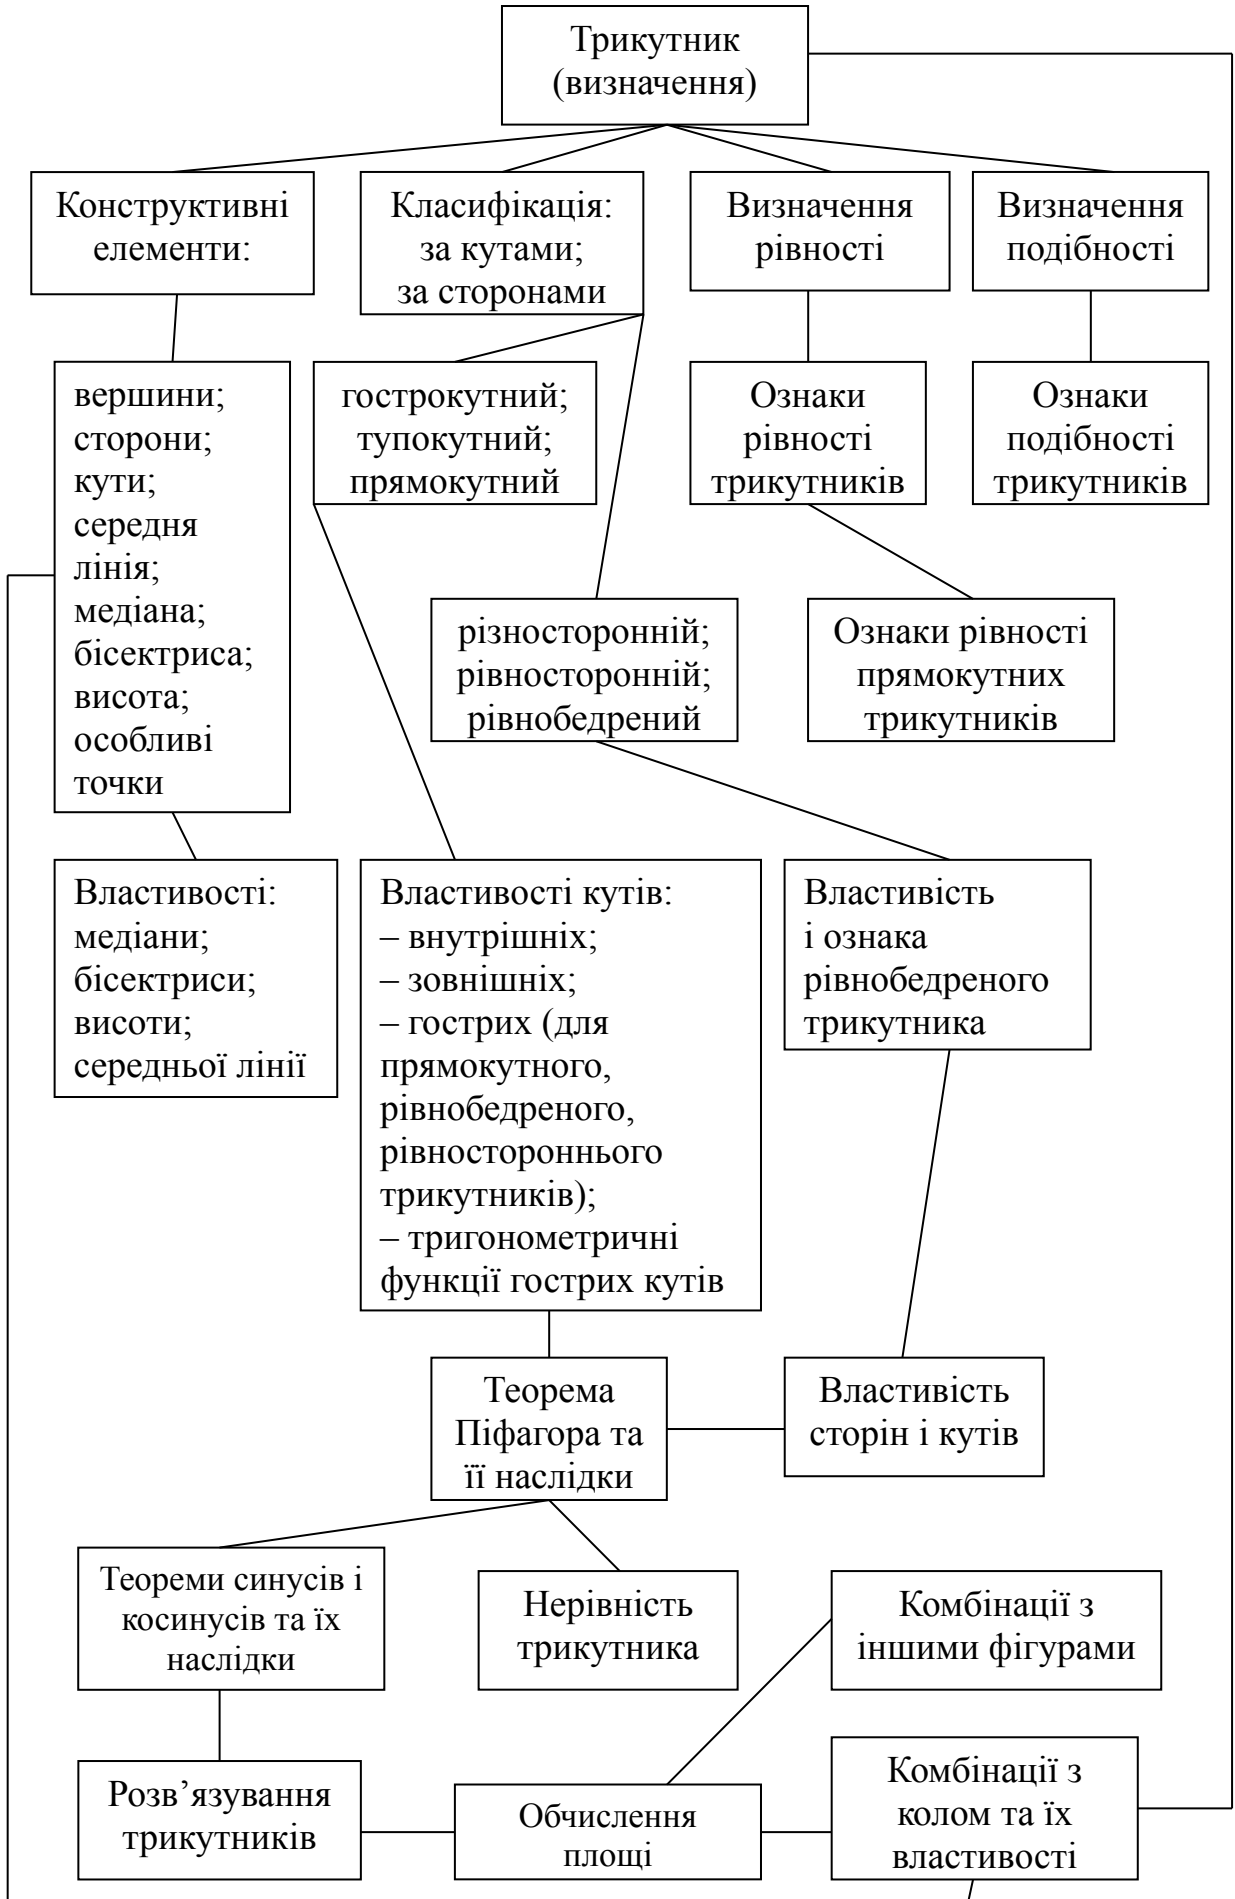 Трикутник
(визначення)
Конструктивні
елементи:
Класифікація:
за кутами;
за сторонами
Визначення
рівності
Визначення
подібності
вершини;
сторони;
кути;
середня
лінія;
медіана;
бісектриса;
висота;
особливі
точки
гострокутний;
тупокутний;
прямокутний
Ознаки
рівності
трикутників
Ознаки
подібності
трикутників
різносторонній;
рівносторонній;
рівнобедрений
Ознаки рівності
прямокутних
трикутників
Властивості:
медіани;
бісектриси;
висоти;
середньої лінії
Властивості кутів:
– внутрішніх;
– зовнішніх;
– гострих (для
прямокутного,
рівнобедреного,
рівностороннього
трикутників);
– тригонометричні
функції гострих кутів
Властивість
і ознака
рівнобедреного
трикутника
Теорема
Піфагора та
її наслідки
Властивість
сторін і кутів
Теореми синусів і
косинусів та їх
наслідки
Нерівність
трикутника
Комбінації з
іншими фігурами
Розв’язування
трикутників
Обчислення
площі
Комбінації з
колом та їх
властивості